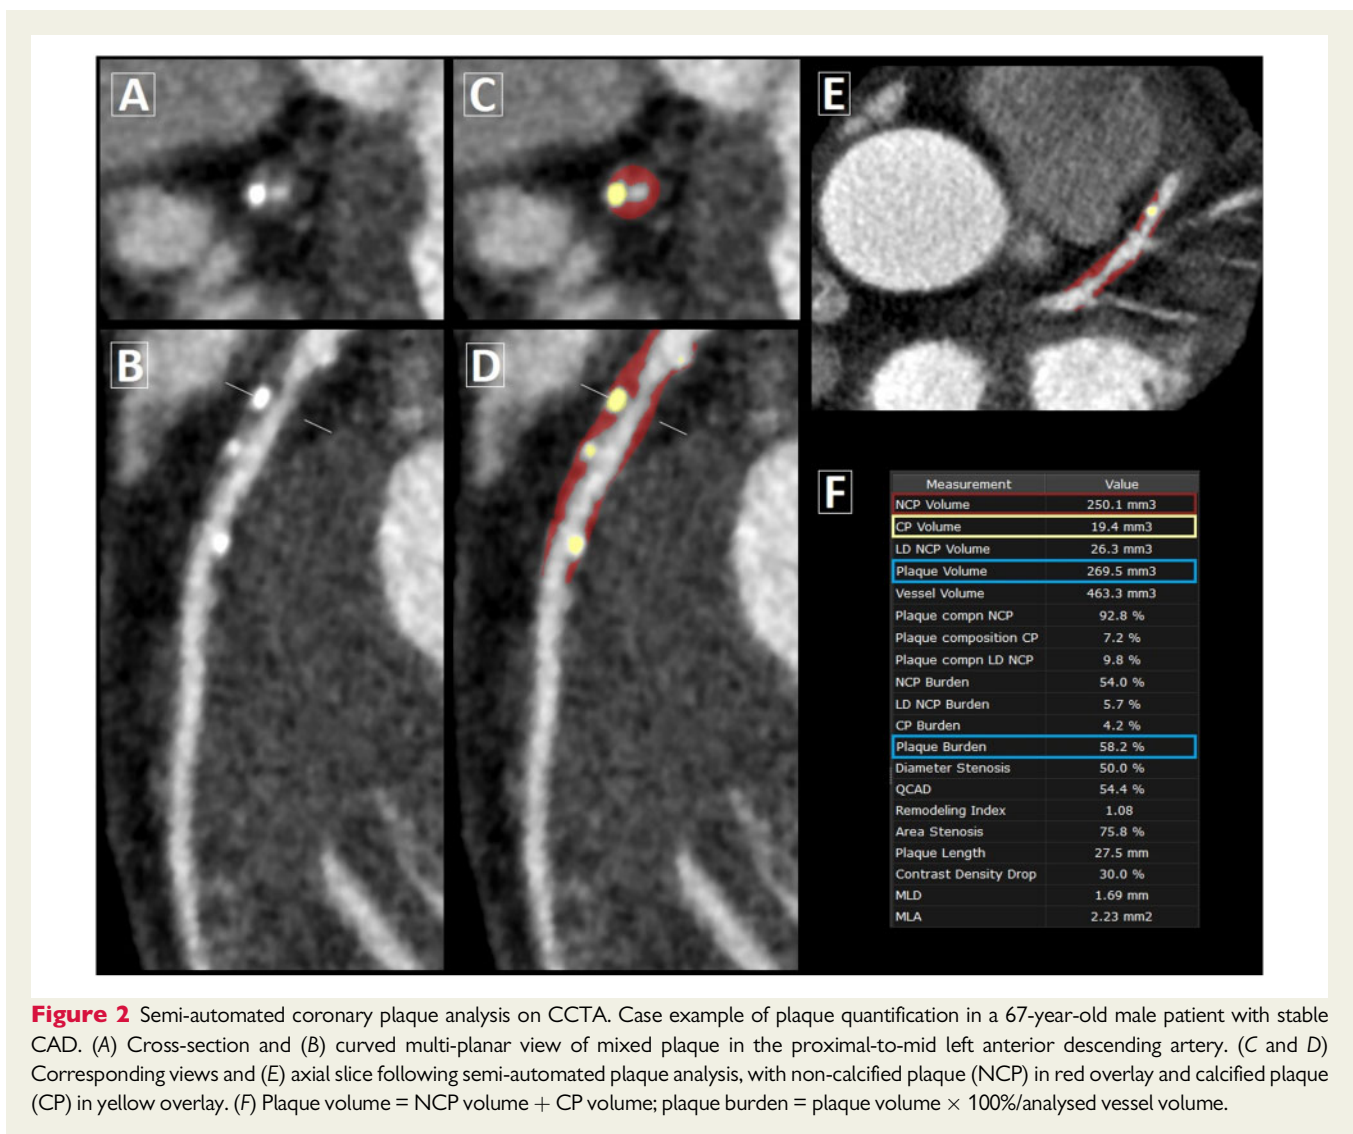 A
C
E
B
D
F
Measurement Value
NCP Volume 250.1 mm3
CP Volume 19.4 mm3
LD NCP Volume 26.3 mm3
Plaque Volume 269.5 mm3
Vessel Volume 463.3 mm3
Plaque compn NCP 92.8 %
Plaque composition CP 7.2 %
Plaque compn LD NCP 9.8 %
NCP Burden 54.0 %
LD NCP Burden 5.7 %
CP Burden 4.2 %
Plaque Burden 58.2 %
Diameter Stenosis 50.0 %
QCAD 54.4 %
Remodeling Index 1.08
Area Stenosis 75.8 %
Plaque Length 27.5 mm
Contrast Density Drop 30.0 %
MLD 1.69 mm
MLA 2.23 mm2
Figure 2 Semi-automated coronary plaque analysis on CCTA. Case example of plaque quantification in a 67-year-old male patient with stable
CAD. (A) Cross-section and (B) curved multi-planar view of mixed plaque in the proximal-to-mid left anterior descending artery. (C and D)
Corresponding views and (E) axial slice following semi-automated plaque analysis, with non-calcified plaque (NCP) in red overlay and calcified plaque
(CP) in yellow overlay. (F) Plaque volume = NCP volume + CP volume; plaque burden = plaque volume × 100%/analysed vessel volume.